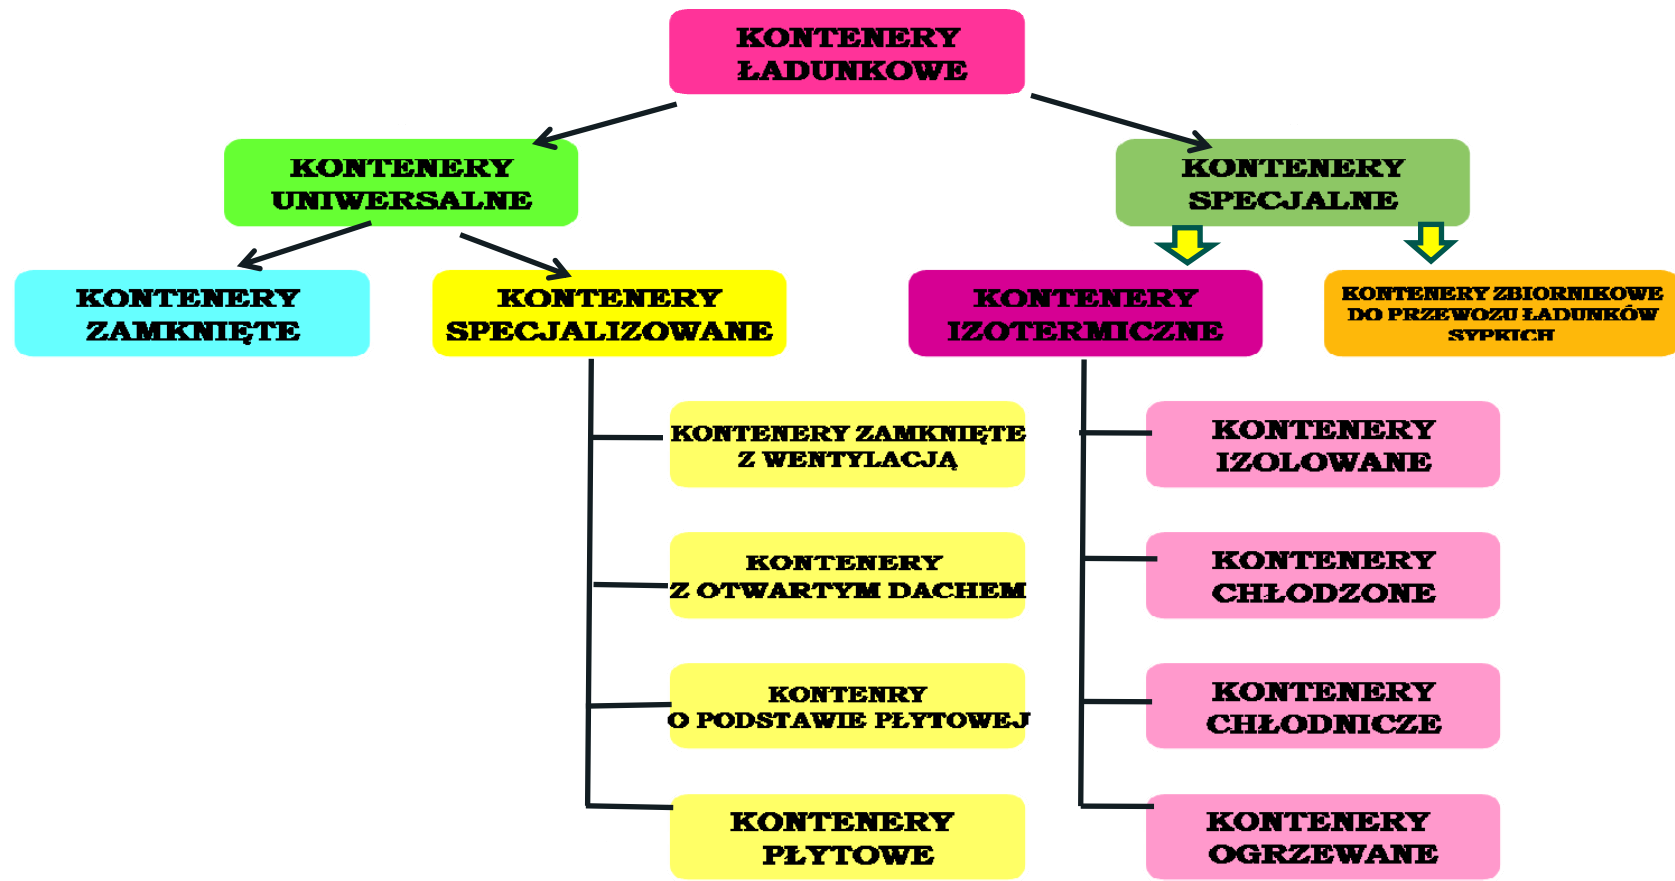 KONTENERY
ŁADUNKOWE
KONTENERY
UNIWERSALNE
KONTENERY
SPECJALNE
KONTENERY
ZAMKNIĘTE
KONTENERY
SPECJALIZOWANE
KONTENERY
IZOTERMICZNE
KONTENERY ZBIORNIKOWE
DO PRZEWOZU ŁADUNKÓW
SYPKICH
KONTENERY ZAMKNIĘTE
Z WENTYLACJĄ
KONTENERY
Z OTWARTYM DACHEM
KONTENRY
O PODSTAWIE PŁYTOWEJ
KONTENERY
PŁYTOWE
KONTENERY
IZOLOWANE
KONTENERY
CHŁODZONE
KONTENERY
CHŁODNICZE
KONTENERY
OGRZEWANE